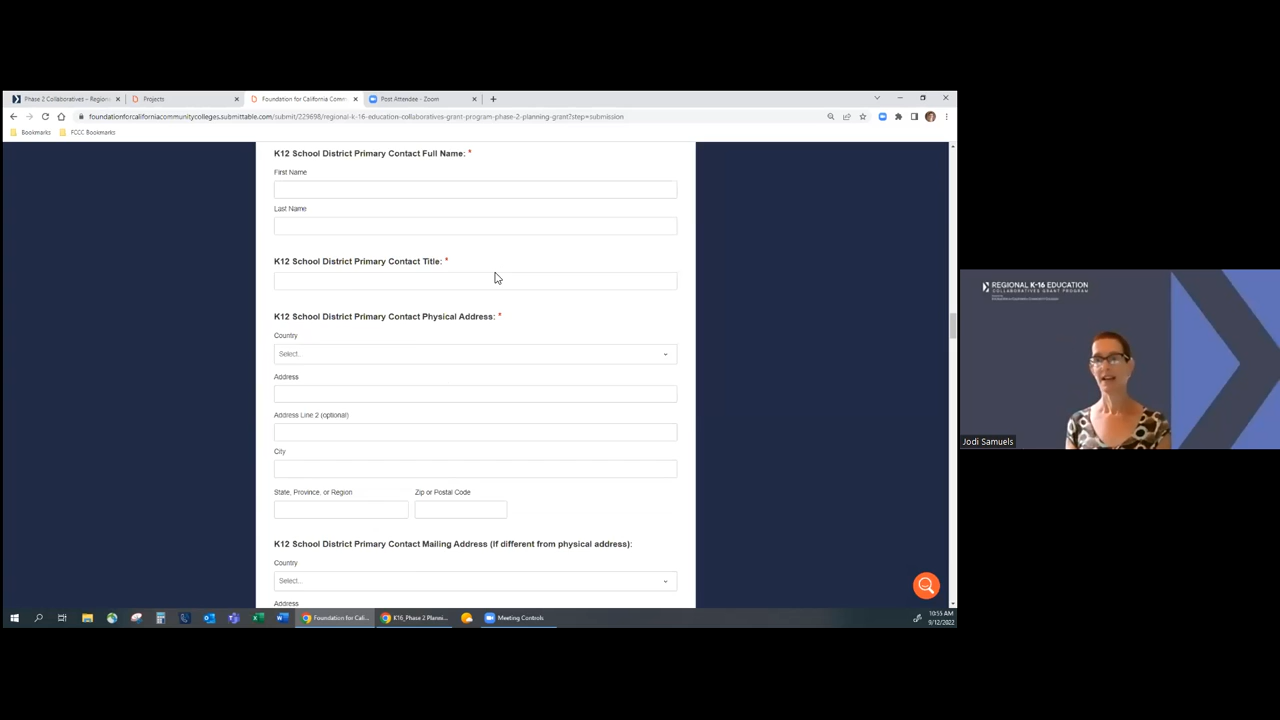 Phase 2 Collaboratives – Region
Projects
Foundation for California Comm
Post Attendee - Zoom
foundationforcaliforniacommunitycolleges.submittable.com/submit/229698/regional-k-16-education-collaboratives-grant-program-phase-2-planning-grant?step=submission
Bookmarks
FCCC Bookmarks
K12 School District Primary Contact Full Name: *
First Name
Last Name
K12 School District Primary Contact Title: *
K12 School District Primary Contact Physical Address: *
Country
Select...
Address
Address Line 2 (optional)
City
State, Province, or Region
Zip or Postal Code
K12 School District Primary Contact Mailing Address (If different from physical address):
Country
Select...
Address
Foundation for Cali...
K16_Phase 2 Planni...
Meeting Controls
10:55 AM
9/12/2022
REGIONAL K-16 EDUCATION
COLLABORATIVES GRANT PROGRAM
Jodi Samuels